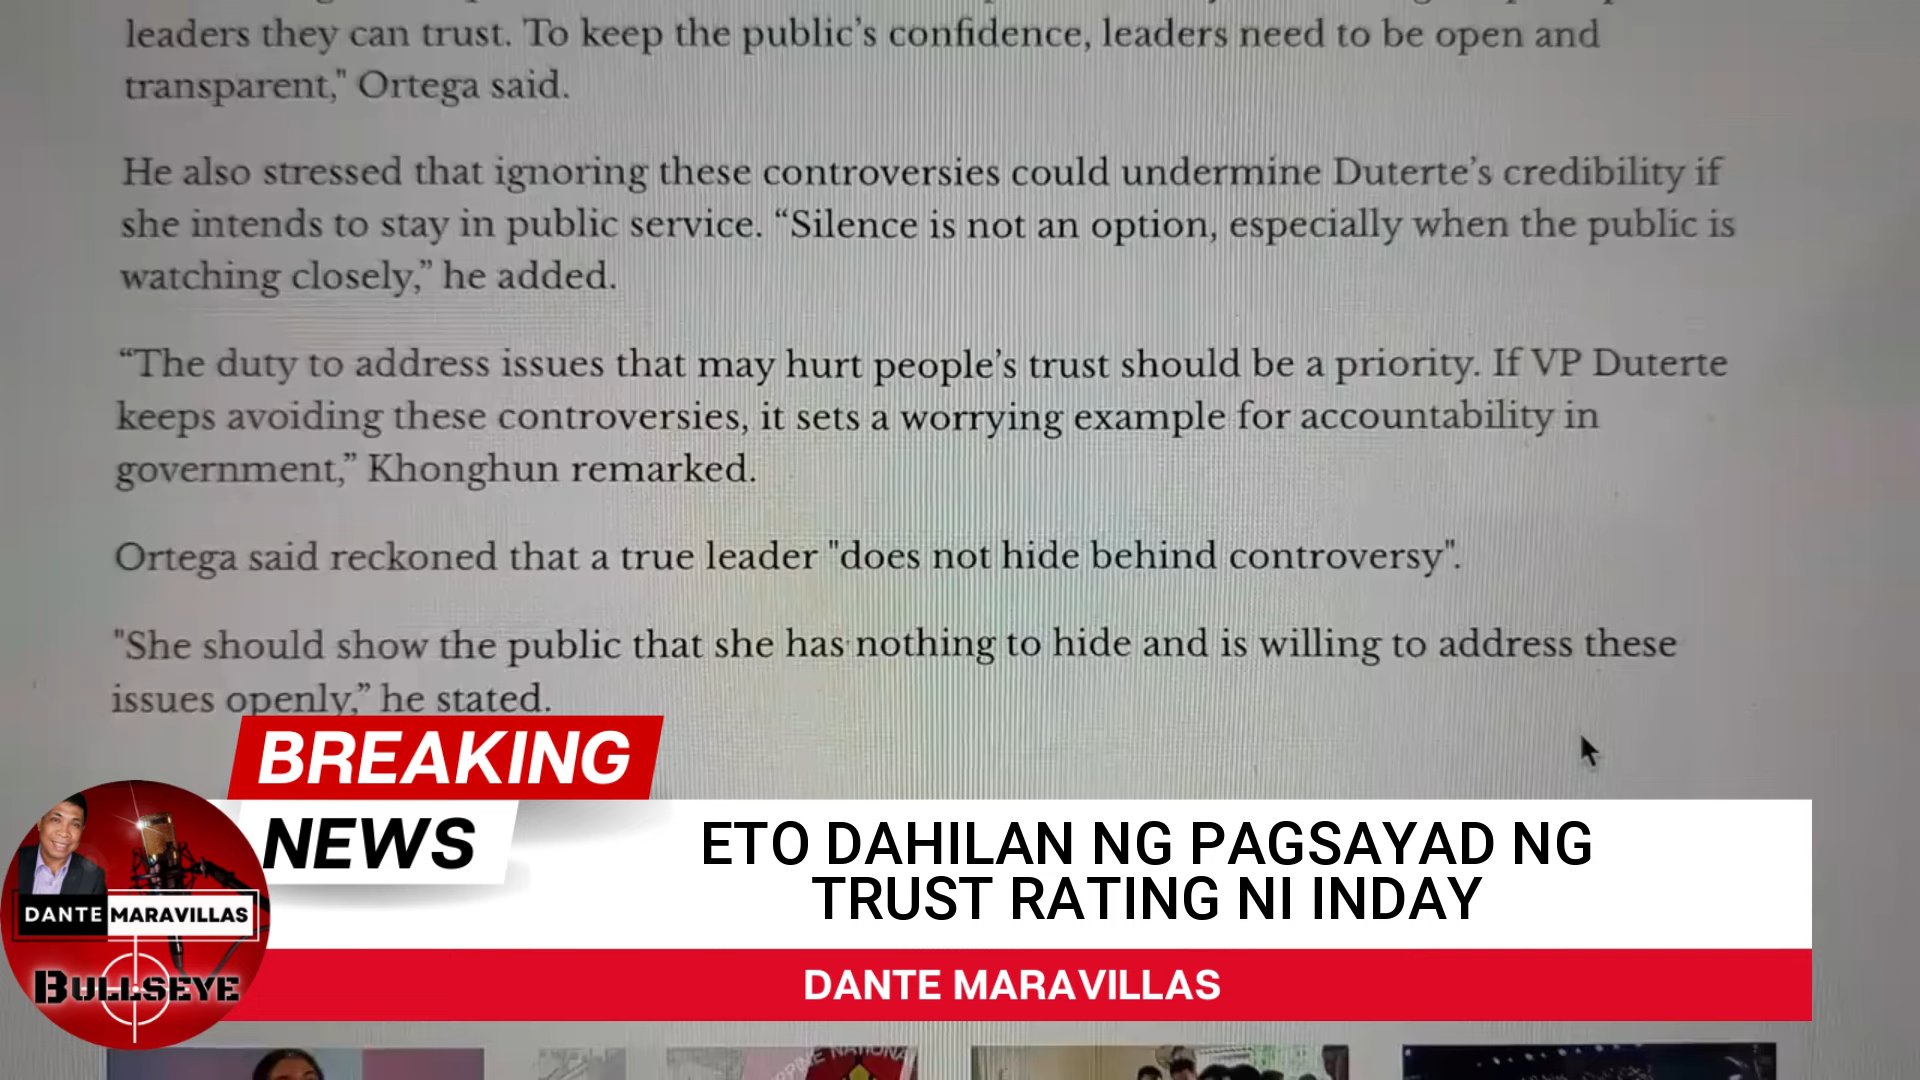 leaders they can trust. To keep the public's confidence, leaders need to be open and
transparent," Ortega said.
He also stressed that ignoring these controversies could undermine Duterte's credibility if
she intends to stay in public service. “Silence is not an option, especially when the public is
watching closely,” he added.
“The duty to address issues that may hurt people's trust should be a priority. If VP Duterte
keeps avoiding these controversies, it sets a worrying example for accountability in
government,” Khonghun remarked.
Ortega said reckoned that a true leader "does not hide behind controversy".
"She should show the public that she has nothing to hide and is willing to address these
issues openly,” he stated.
BREAKING
NEWS
ETO DAHILAN NG PAGSAYAD NG
TRUST RATING NI INDAY
DANTE MARAVILLAS
BULLSEYE
DANTE MARAVILLAS